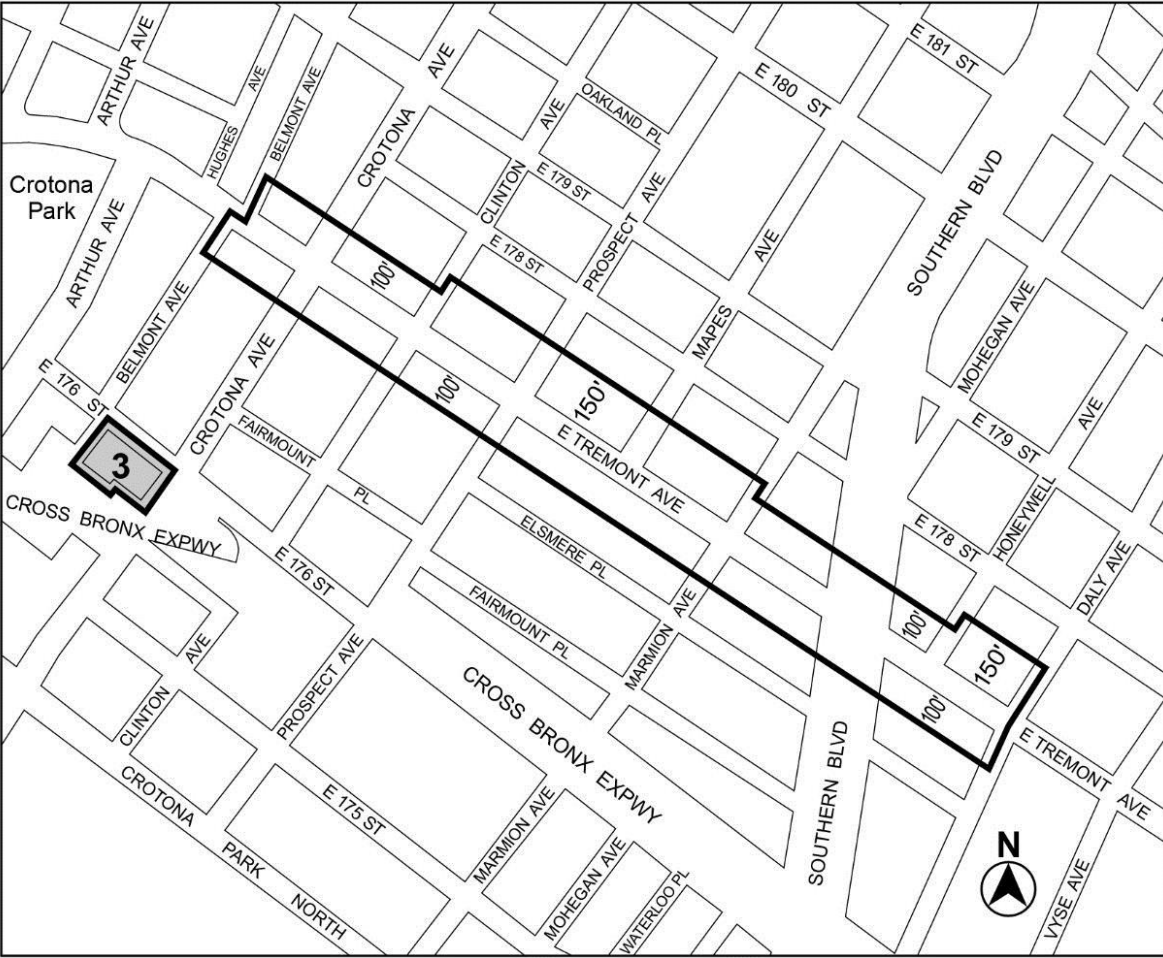 ARTHUR AVE
HUGHES
AVE
BELMONT AVE
CROTONA
AVE
CLINTON
AVE
OAKLAND PL
E 180 ST
E 181 ST
Crotona
Park
ARTHUR AVE
E 179 ST
PROSPECT
AVE
E 178 ST
MAPES
AVE
SOUTHERN BLVD
MOHEGAN AVE
100'
BELMONT AVE
CROTONA AVE
100'
150'
E TREMONT AVE
E 179 ST
AVE
HONEYWELL
E 176 ST
3
FAIRMOUNT
PL
CROSS BRONX EXPWY
E 176 ST
ELSMERE PL
FAIRMOUNT PL
MARMION AVE
E 178 ST
DALY AVE
100'
150'
100'
E TREMONT AVE
CLINTON
AVE
PROSPECT AVE
CROSS BRONX EXPWY
SOUTHERN BLVD
CROTONA
PARK
NORTH
E 175 ST
MARMION AVE
MOHEGAN AVE
WATERLOO PL
VYSE AVE
N